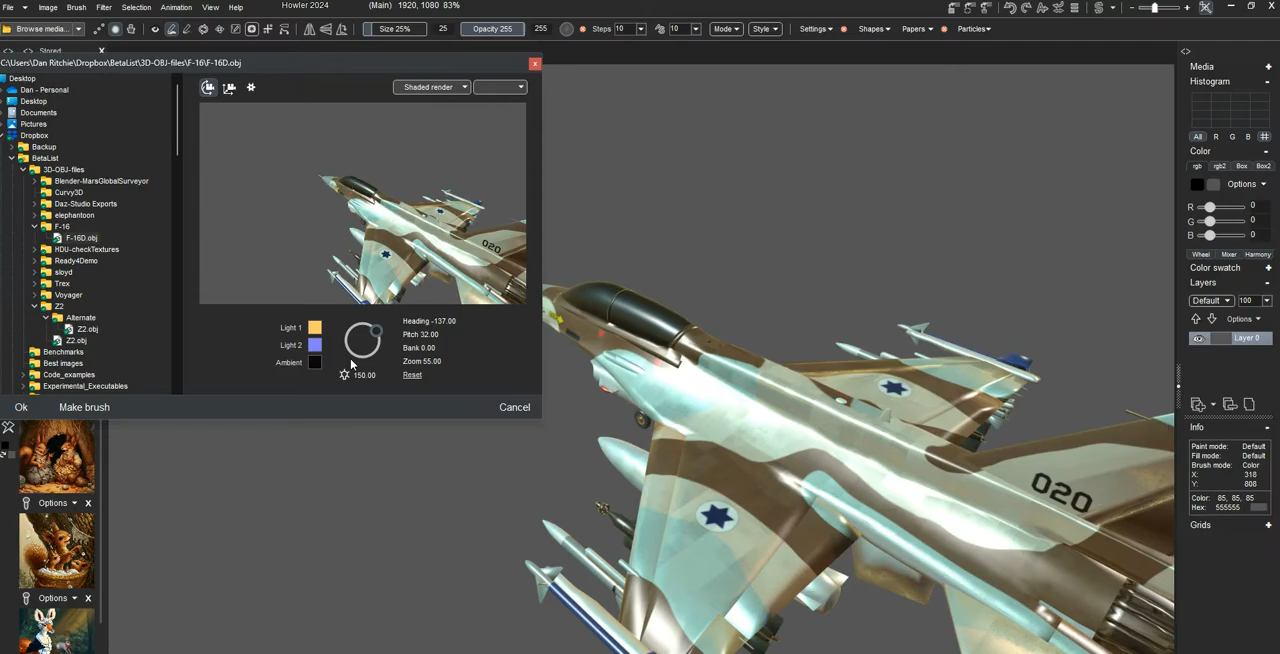 File Image Brush Filter Selection Animation View Help Howler 2024 (Main) 1920, 1080 83%
Browse media... Size 25% 25 Opacity 255 255 Steps 10 10 Mode Style Settings Shapes Papers Particles
Stored
C:\Users\Dan Ritchie\Dropbox\BetaList\3D-OBJ-files\F-16\F-16D.obj
Desktop
Dan - Personal
Desktop
Documents
Pictures
Dropbox
Backup
BetaList
3D-OBJ-files
Blender-MarsGlobalSurveyor
Curvy3D
Daz-Studio Exports
elephantoon
F-16
F-16D.obj
HDU-checkTextures
Ready4Demo
sloyd
Trex
Voyager
Z2
Alternate
Z2.obj
Z2.obj
Benchmarks
Best images
Code_examples
Experimental_Executables
Shaded render
020
Light 1
Light 2
Ambient
150.00
Heading -137.00
Pitch 32.00
Bank 0.00
Zoom 55.00
Reset
Ok Make brush Cancel
Options
Options
020
Media
Histogram
All R G B
Color
rgb rgb2 Box Box2
Options
R 0
G 0
B 0
Wheel Mixer Harmony
Color swatch
Layers
Default 100
Options
Layer 0
Info
Paint mode: Default
Fill mode: Default
Brush mode: Color
X: 318
Y: 808
Color: 85, 85, 85
Hex: 555555
Grids